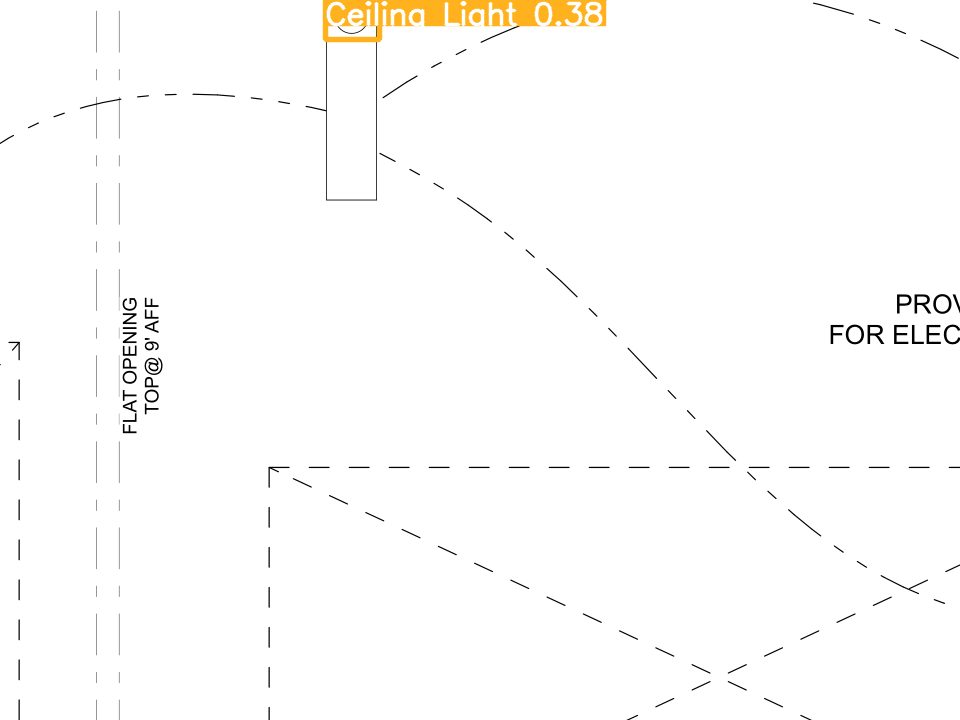 Ceiling Light 0.38
PROV
FOR ELEC
FLAT OPENING
TOP@ 9' AFF